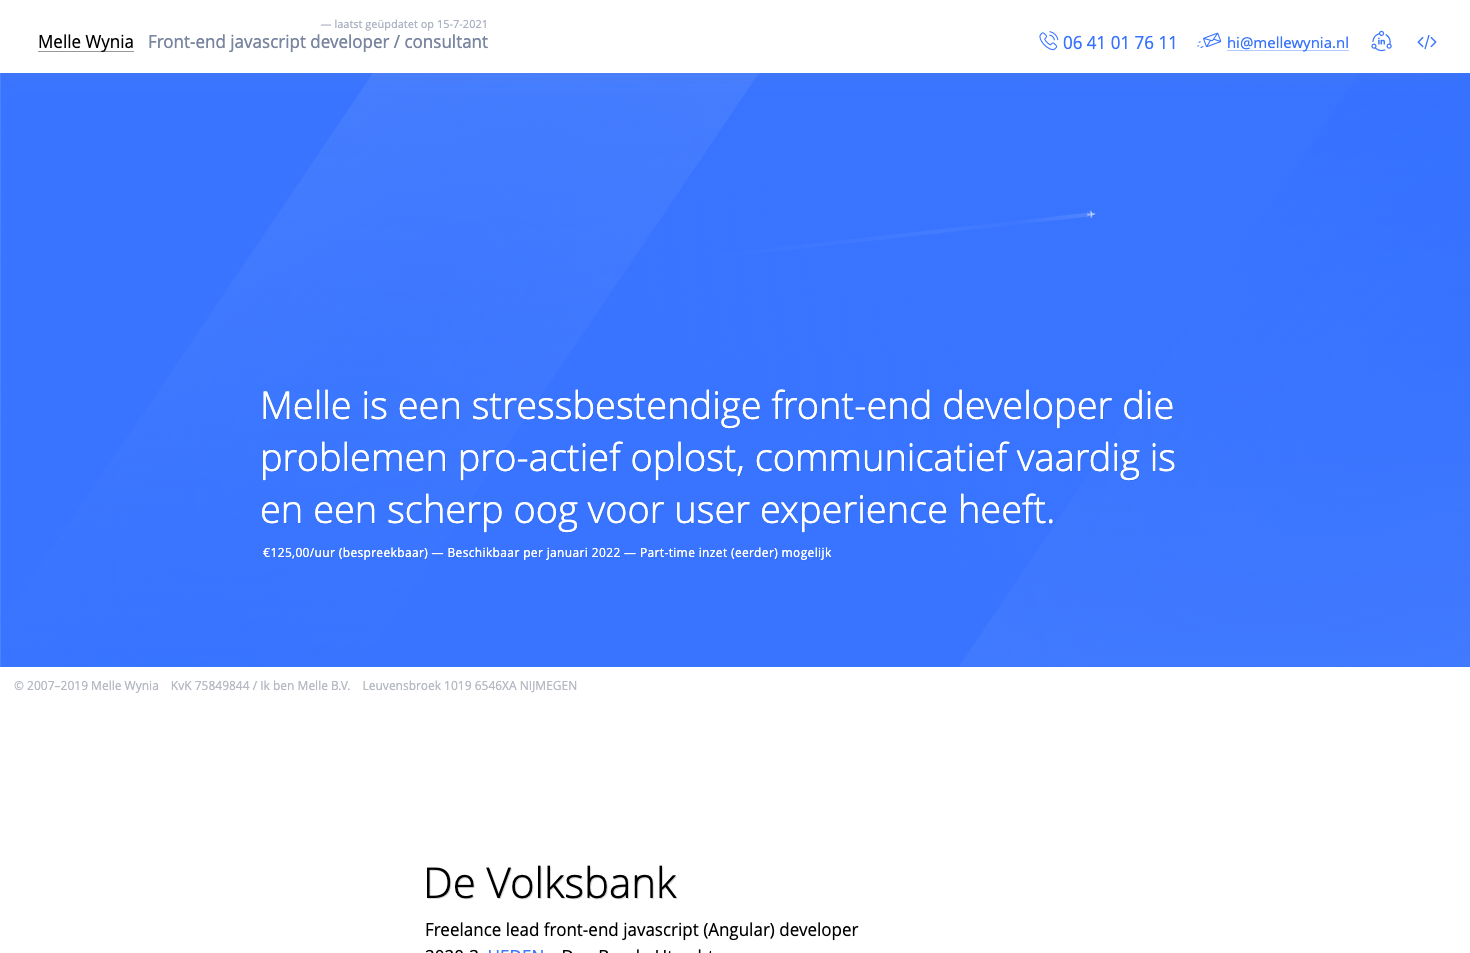 — laatst geüpdatet op 15-7-2021
Melle Wynia Front-end javascript developer / consultant
06 41 01 76 11 hi@mellewynia.nl in </>
Melle is een stressbestendige front-end developer die
problemen pro-actief oplost, communicatief vaardig is
en een scherp oog voor user experience heeft.
€125,00/uur (bespreekbaar) — Beschikbaar per januari 2022 — Part-time inzet (eerder) mogelijk
© 2007–2019 Melle Wynia KvK 75849844 / Ik ben Melle B.V. Leuvensbroek 1019 6546XA NIJMEGEN
De Volksbank
Freelance lead front-end javascript (Angular) developer